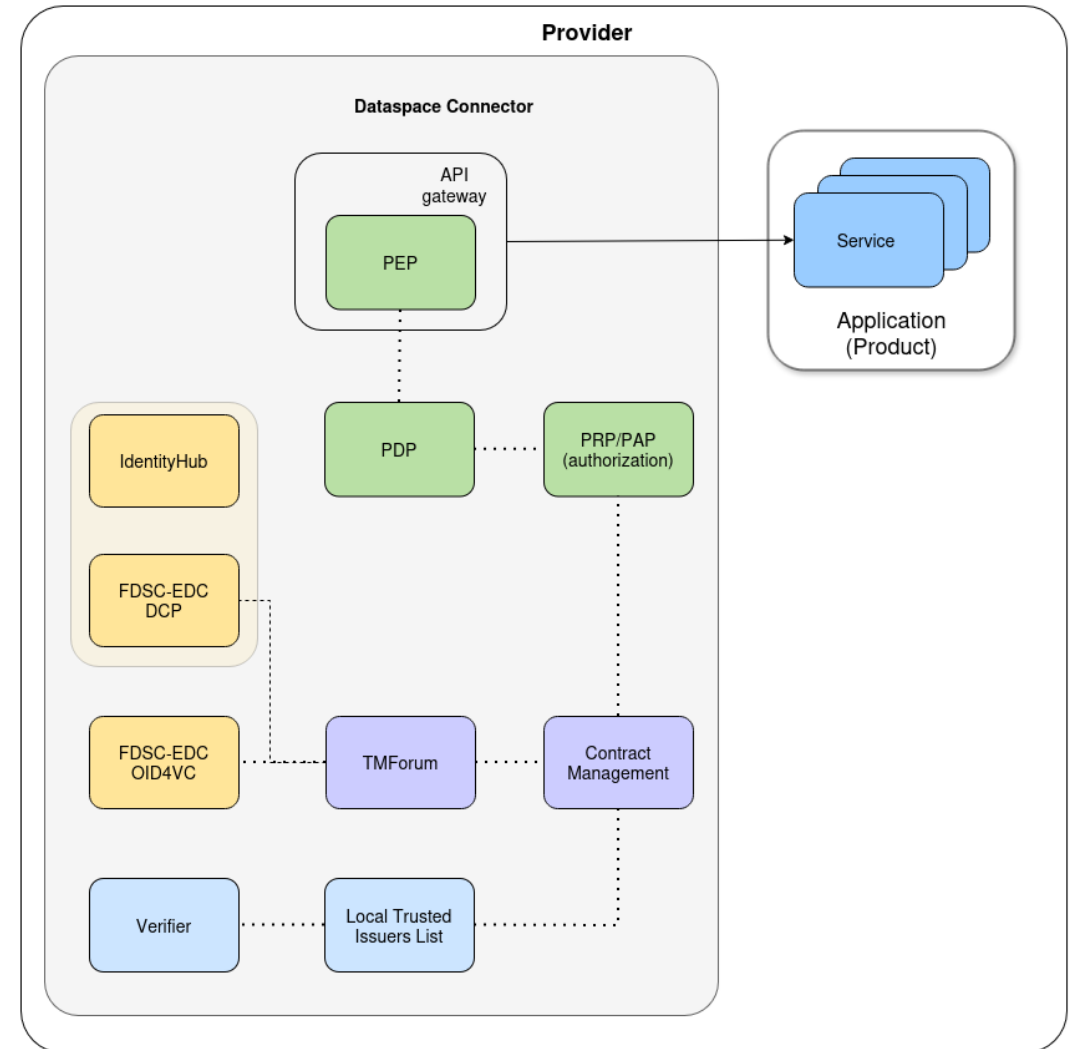 Provider
Dataspace Connector
API
gateway
PEP
Service
Application
(Product)
IdentityHub
PDP
PRP/PAP
(authorization)
FDSC-EDC
DCP
FDSC-EDC
OID4VC
TMForum
Contract
Management
Verifier
Local Trusted
Issuers List